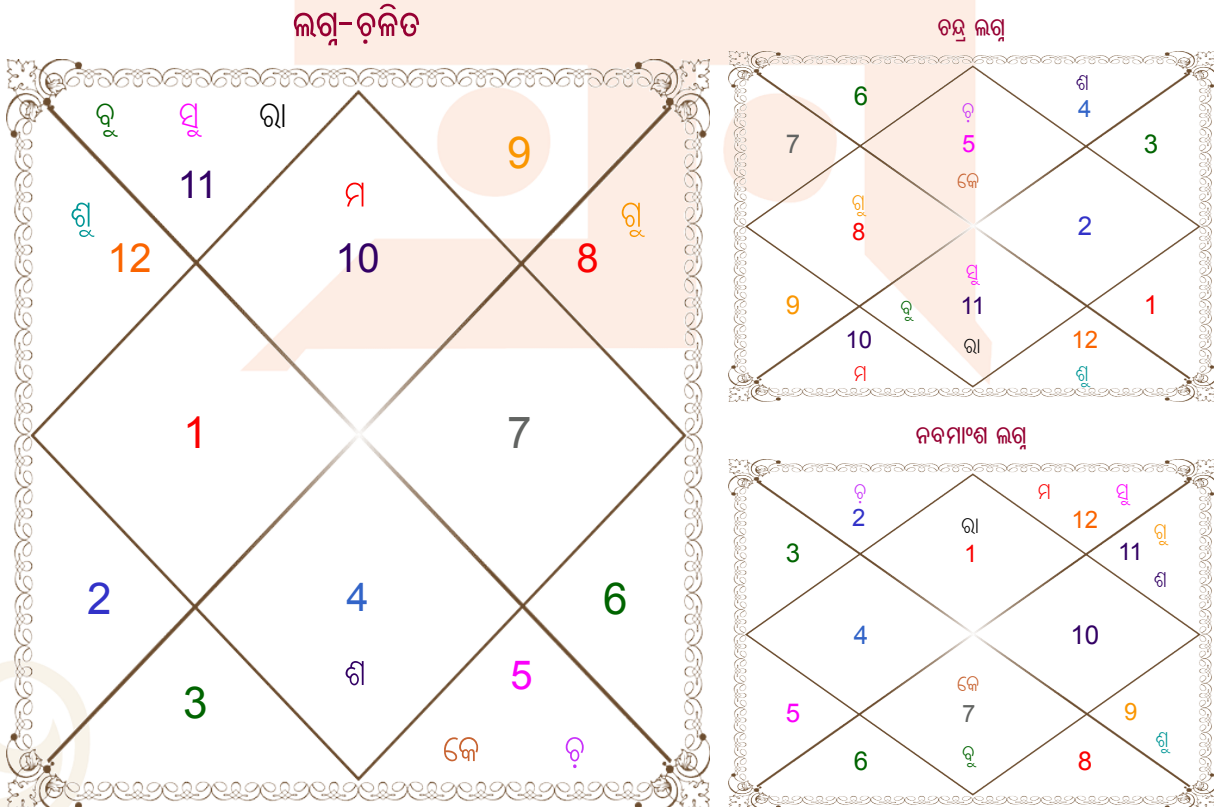 ଲଗ୍ନ-ଚଳିତ
ବୁ ସୁ ରା
11
ଶୁ
12
ମ
10
9
ଗୁ
8
1
7
2
4
6
3
ଶ
5
କେ ଚ଼
ଚନ୍ଦ୍ର ଲଗ୍ନ
6
ଚ଼
5
କେ
ଶ
4
7
3
ଗୁ
8
2
ସୁ
9
ବୁ
11
1
10
ରା
12
ମ
ଶୁ
ନବମାଂଶ ଲଗ୍ନ
ଚ଼
2
ରା
1
ମ ସୁ
12
3
11
ଗୁ
ଶ
4
10
କେ
7
5
9
ଶୁ
6
ବୁ
8